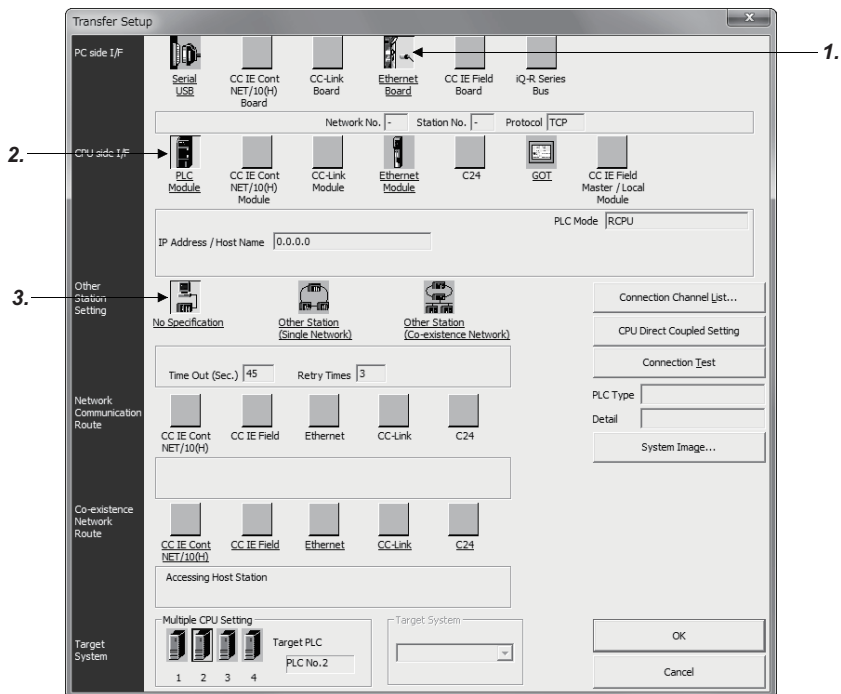 Transfer Setup
x
PC side I/F
Serial
USB
CC IE Cont
NET/10(H)
Board
CC-Link
Board
Ethernet
Board
CC IE Field
Board
iQ-R Series
Bus
1.
Network No. -
Station No. -
Protocol TCP
2.
CPU side I/F
PLC
Module
CC IE Cont
NET/10(H)
Module
CC-Link
Module
Ethernet
Module
C24
GOT
CC IE Field
Master / Local
Module
PLC Mode RCPU
IP Address / Host Name 0.0.0.0
3.
Other
Station
Setting
No Specification
Other Station
(Single Network)
Other Station
(Co-existence Network)
Connection Channel List...
CPU Direct Coupled Setting
Connection Test
Time Out (Sec.) 45
Retry Times 3
PLC Type
Detail
System Image...
Network
Communication
Route
CC IE Cont
NET/10(H)
CC IE Field
Ethernet
CC-Link
C24
Co-existence
Network
Route
CC IE Cont
NET/10(H)
CC IE Field
Ethernet
CC-Link
C24
Accessing Host Station
Target
System
Multiple CPU Setting
1 2 3 4
Target PLC
PLC No.2
Target System
OK
Cancel